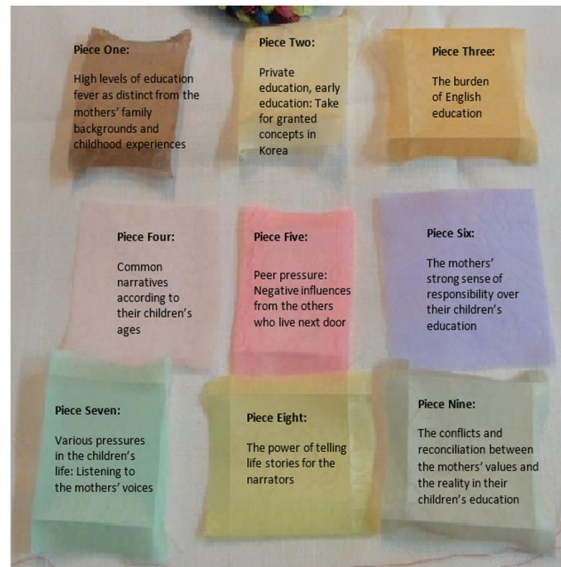 Piece One:
High levels of education
fever as distinct from the
mothers' family
backgrounds and
childhood experiences
Piece Two:
Private
education, early
education: Take
for granted
concepts in
Korea
Piece Three:
The burden
of English
education
Piece Four:
Common
narratives
according to
their children's
ages
Piece Five:
Peer pressure:
Negative influences
from the others
who live next door
Piece Six:
The mothers'
strong sense of
responsibility over
their children's
education
Piece Seven:
Various pressures
in the children's
life: Listening to
the mothers' voices
Piece Eight:
The power of telling
life stories for the
narrators
Piece Nine:
The conflicts and
reconciliation between
the mothers' values and
the reality in their
children's education